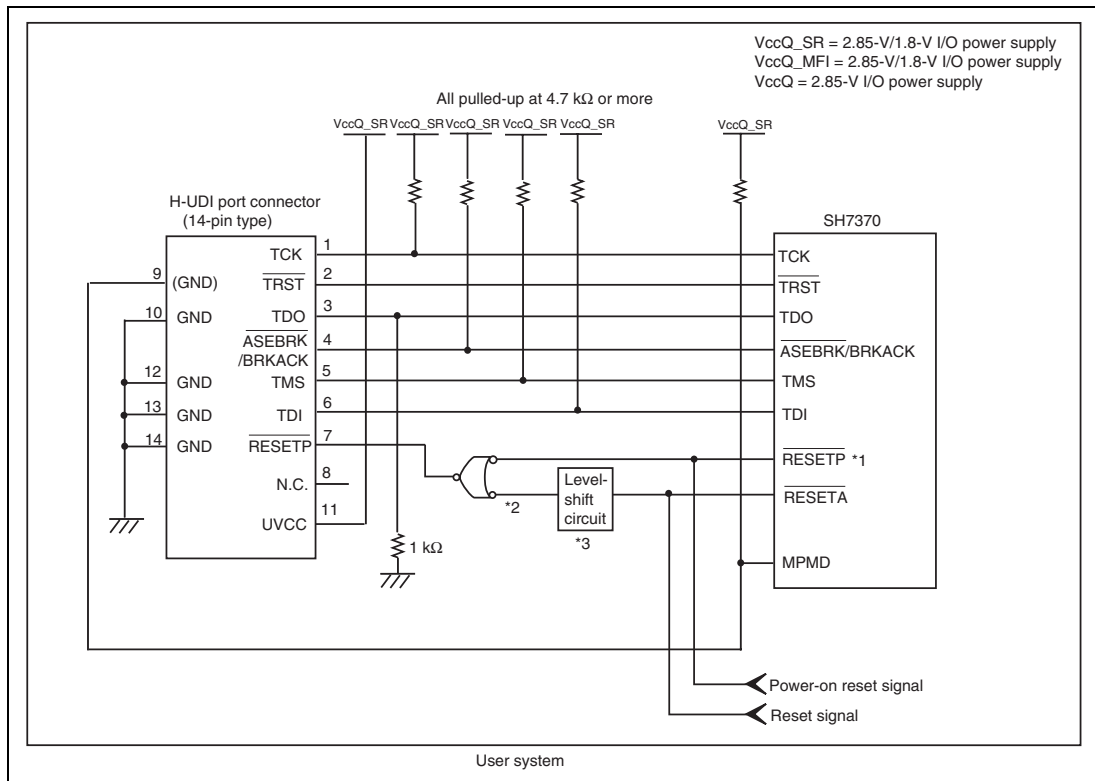 VccQ_SR = 2.85-V/1.8-V I/O power supply
VccQ_MFI = 2.85-V/1.8-V I/O power supply
VccQ = 2.85-V I/O power supply
All pulled-up at 4.7 kΩ or more
VccQ_SR VccQ_SR VccQ_SR VccQ_SR VccQ_SR VccQ_SR
H-UDI port connector
(14-pin type)
SH7370
TCK 1 TCK
9 (GND) TRST 2 TRST
10 GND TDO 3 TDO
ASEBRK 4 ASEBRK/BRKACK
/BRKACK
12 GND TMS 5 TMS
13 GND TDI 6 TDI
14 GND RESETP 7 RESETP *1
N.C. 8
*2
Level-
shift
circuit
RESETA
*3
UVCC 11
1 kΩ
MPMD
Power-on reset signal
Reset signal
User system